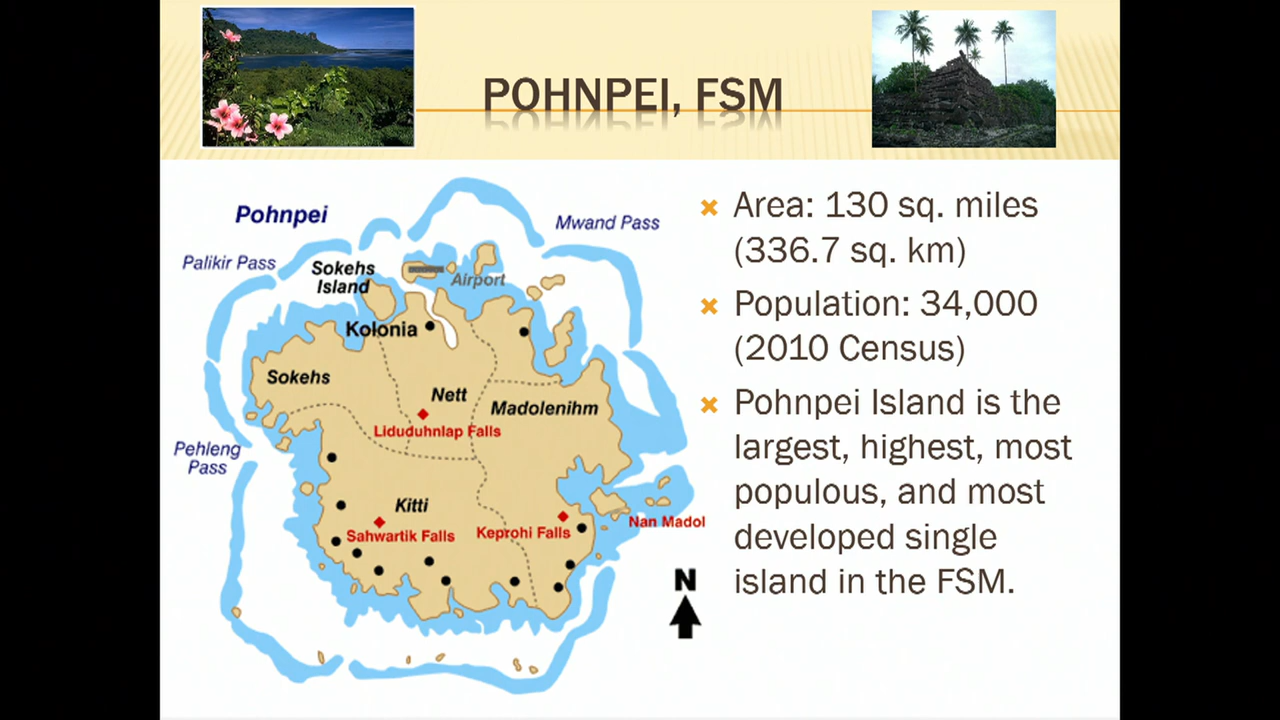 POHNPEI, FSM
Pohnpei
Mwand Pass
Palikir Pass
Sokehs
Island
Airport
Kolonia
Sokehs
Nett
Madolenihm
Liduduhnlap Falls
Pehleng
Pass
Kitti
Sahwartik Falls
Keprohi Falls
Nan Madol
N
Area: 130 sq. miles
(336.7 sq. km)
Population: 34,000
(2010 Census)
Pohnpei Island is the
largest, highest, most
populous, and most
developed single
island in the FSM.